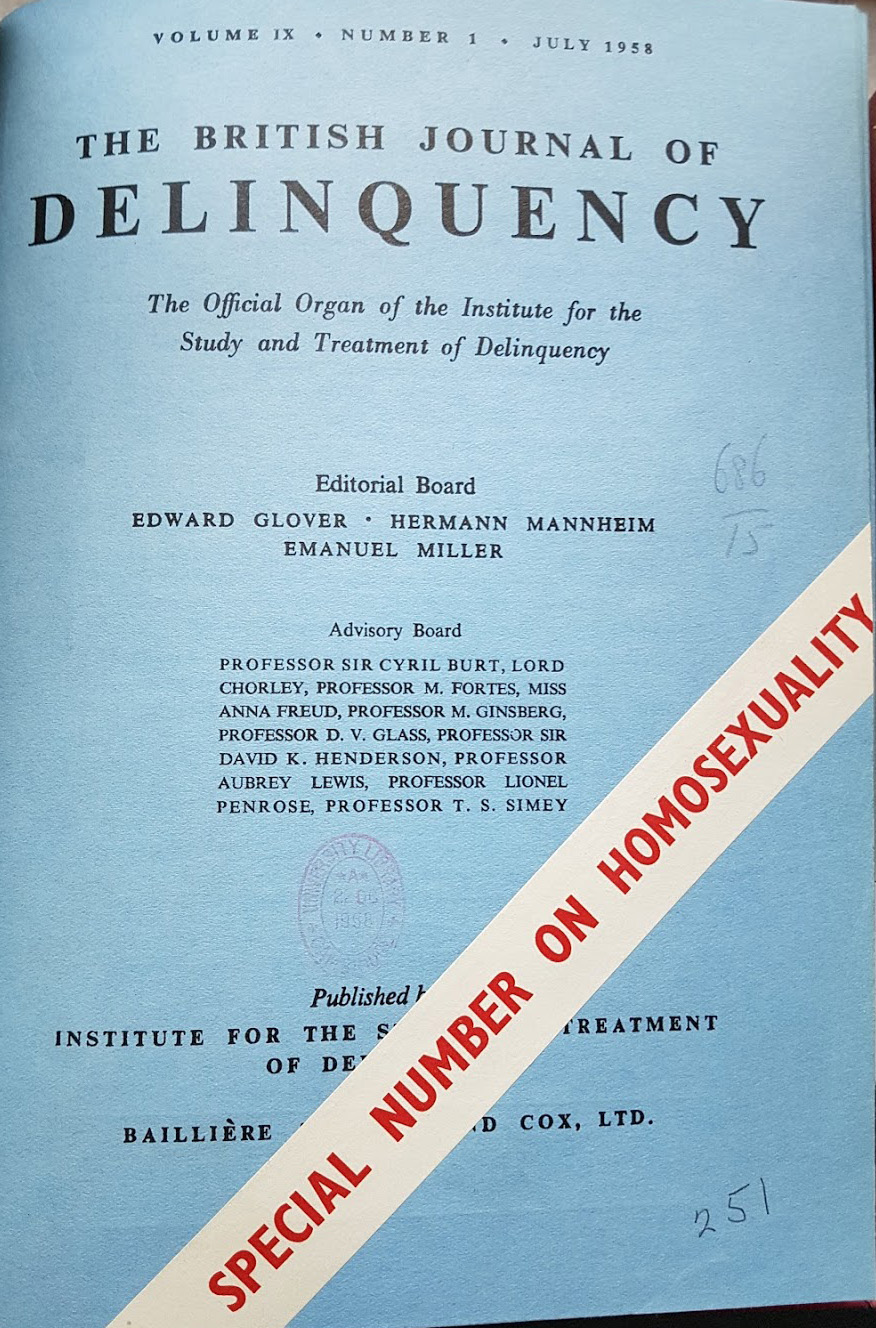 VOLUME IX • NUMBER 1 • JULY 1958
THE BRITISH JOURNAL OF
DELINQUENCY
The Official Organ of the Institute for the
Study and Treatment of Delinquency
Editorial Board
EDWARD GLOVER · HERMANN MANNHEIM
EMANUEL MILLER
686
15
Advisory Board
PROFESSOR SIR CYRIL BURT, LORD
CHORLEY, PROFESSOR M. FORTES, MISS
ANNA FREUD, PROFESSOR M. GINSBERG,
PROFESSOR D. V. GLASS, PROFESSOR SIR
DAVID K. HENDERSON, PROFESSOR
AUBREY LEWIS, PROFESSOR LIONEL
PENROSE, PROFESSOR T. S. SIMEY
UNIVERSITY LIBRARY
1958
Published
INSTITUTE FOR THE TREATMENT
OF
BAILLIÈRE COX, LTD.
SPECIAL NUMBER ON HOMOSEXUALITY
251